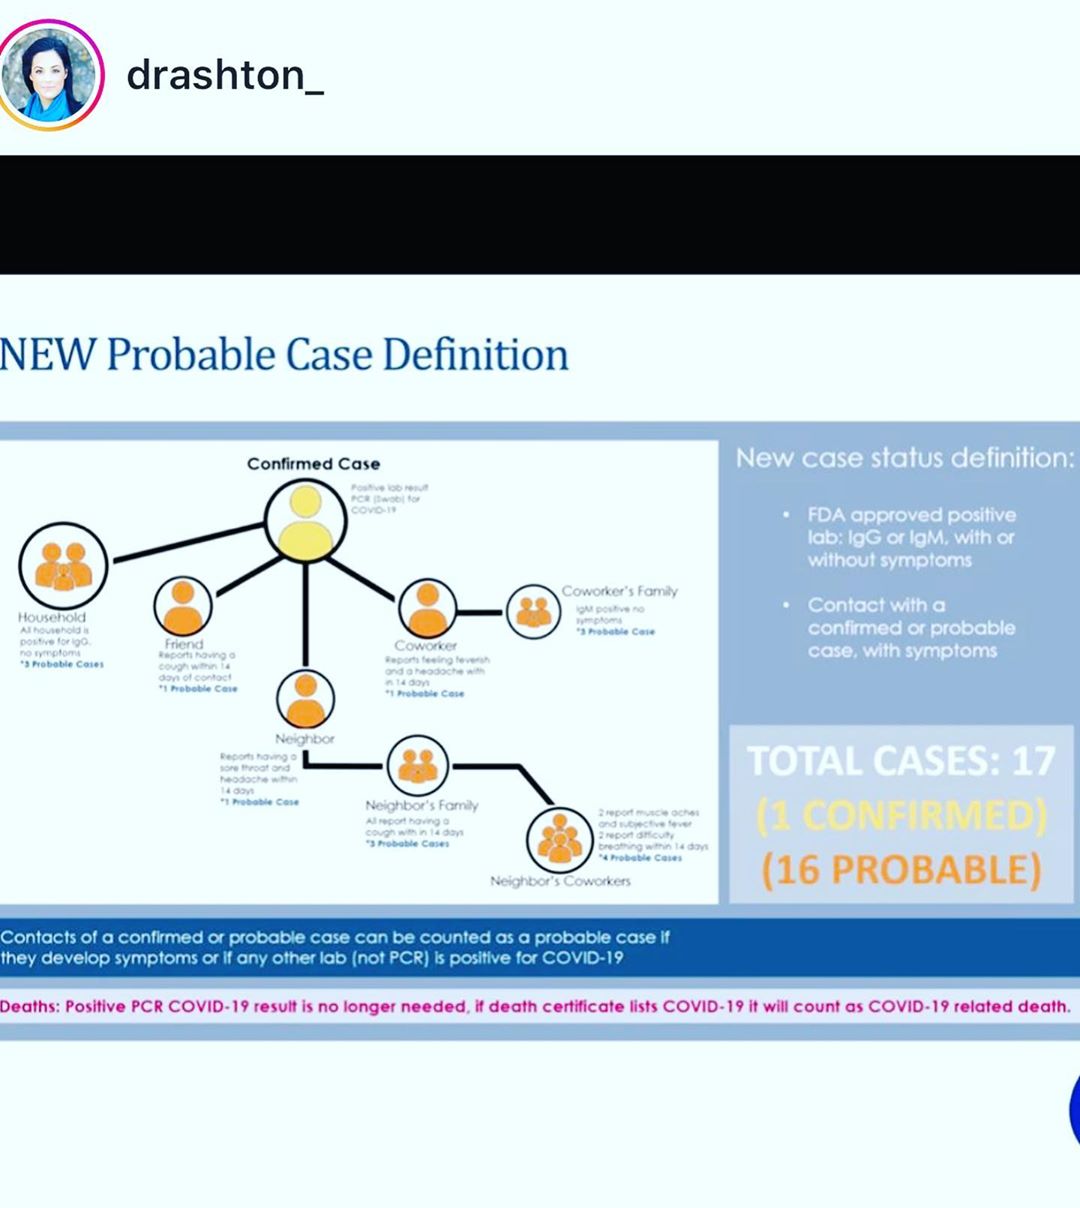 drashton_
NEW Probable Case Definition
Confirmed Case
Positive lab result
PCR (Swab) for
COVID-19
Household
All household is
positive for IgG,
no symptoms
*3 Probable Cases
Friend
Reports having a
cough within 14
days of contact
*1 Probable Case
Coworker
Reports feeling feverish
and a headache with
in 14 days
*1 Probable Case
Coworker's Family
IgM positive no
symptoms
*3 Probable Case
Neighbor
Reports having a
sore throat and
headache within
14 days
*1 Probable Case
Neighbor's Family
All report having a
cough with in 14 days
*3 Probable Cases
2 report muscle aches
and subjective fever
2 report difficulty
breathing within 14 days
*4 Probable Cases
Neighbor's Coworkers
New case status definition:
• FDA approved positive
lab: IgG or IgM, with or
without symptoms
• Contact with a
confirmed or probable
case, with symptoms
TOTAL CASES: 17
(1 CONFIRMED)
(16 PROBABLE)
Contacts of a confirmed or probable case can be counted as a probable case if
they develop symptoms or if any other lab (not PCR) is positive for COVID-19
Deaths: Positive PCR COVID-19 result is no longer needed, if death certificate lists COVID-19 it will count as COVID-19 related death.